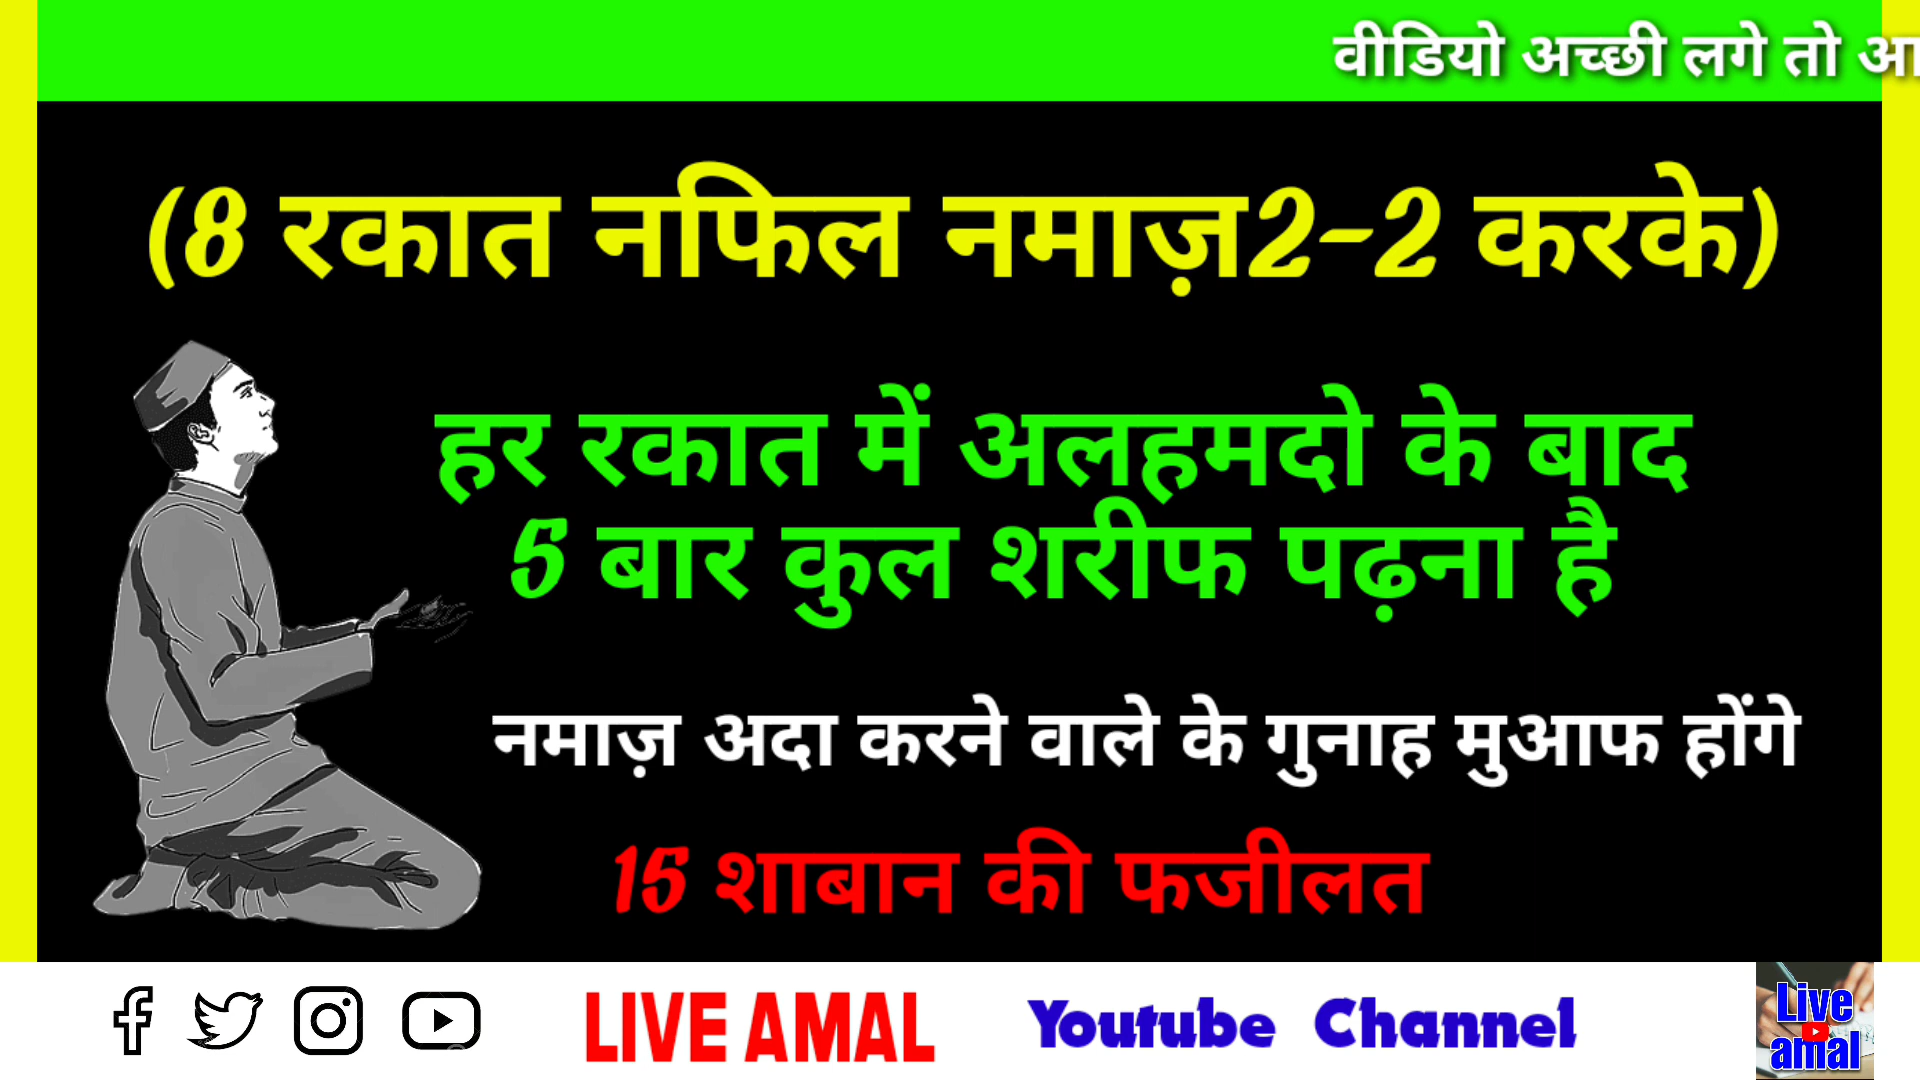 वीडियो अच्छी लगे तो आ
(8 रकात नफिल नमाज़2-2 करके)
हर रकात में अलहमदो के बाद
5 बार कुल शरीफ पढ़ना है
नमाज़ अदा करने वाले के गुनाह मुआफ होंगे
15 शाबान की फजीलत
LIVE AMAL Youtube Channel
Live
amal